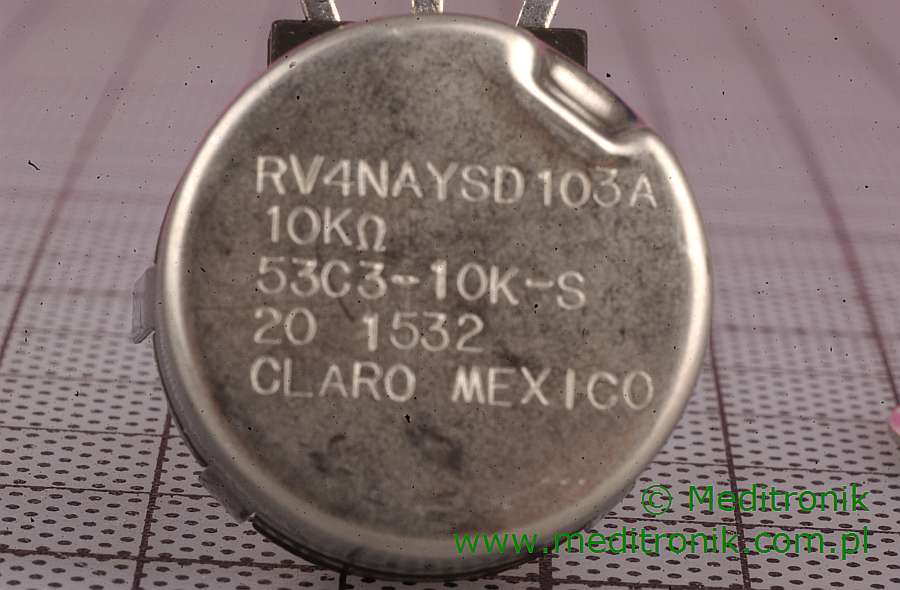 RV4NAYSD103A
10KΩ
53C3-10K-S
20 1532
CLARO MEXICO
© Meditronik
www.meditronik.com.pl